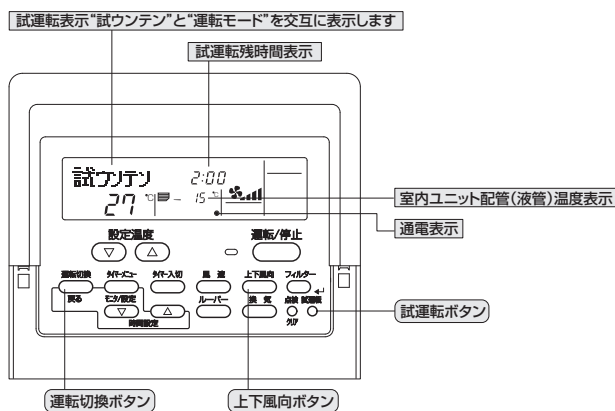 試運転表示“試ウンテン”と“運転モード”を交互に表示します
試運転残時間表示
試ウンテン
2:00
27 ℃
15 ℃
室内ユニット配管(液管)温度表示
通電表示
設定温度
運転/停止
運転切換
タイマーメニュー
タイマー入切
風 速
上下風向
フィルター
戻る
モニタ/設定
ルーバー
換 気
点検
試運転
時間設定
クリア
試運転ボタン
運転切換ボタン
上下風向ボタン